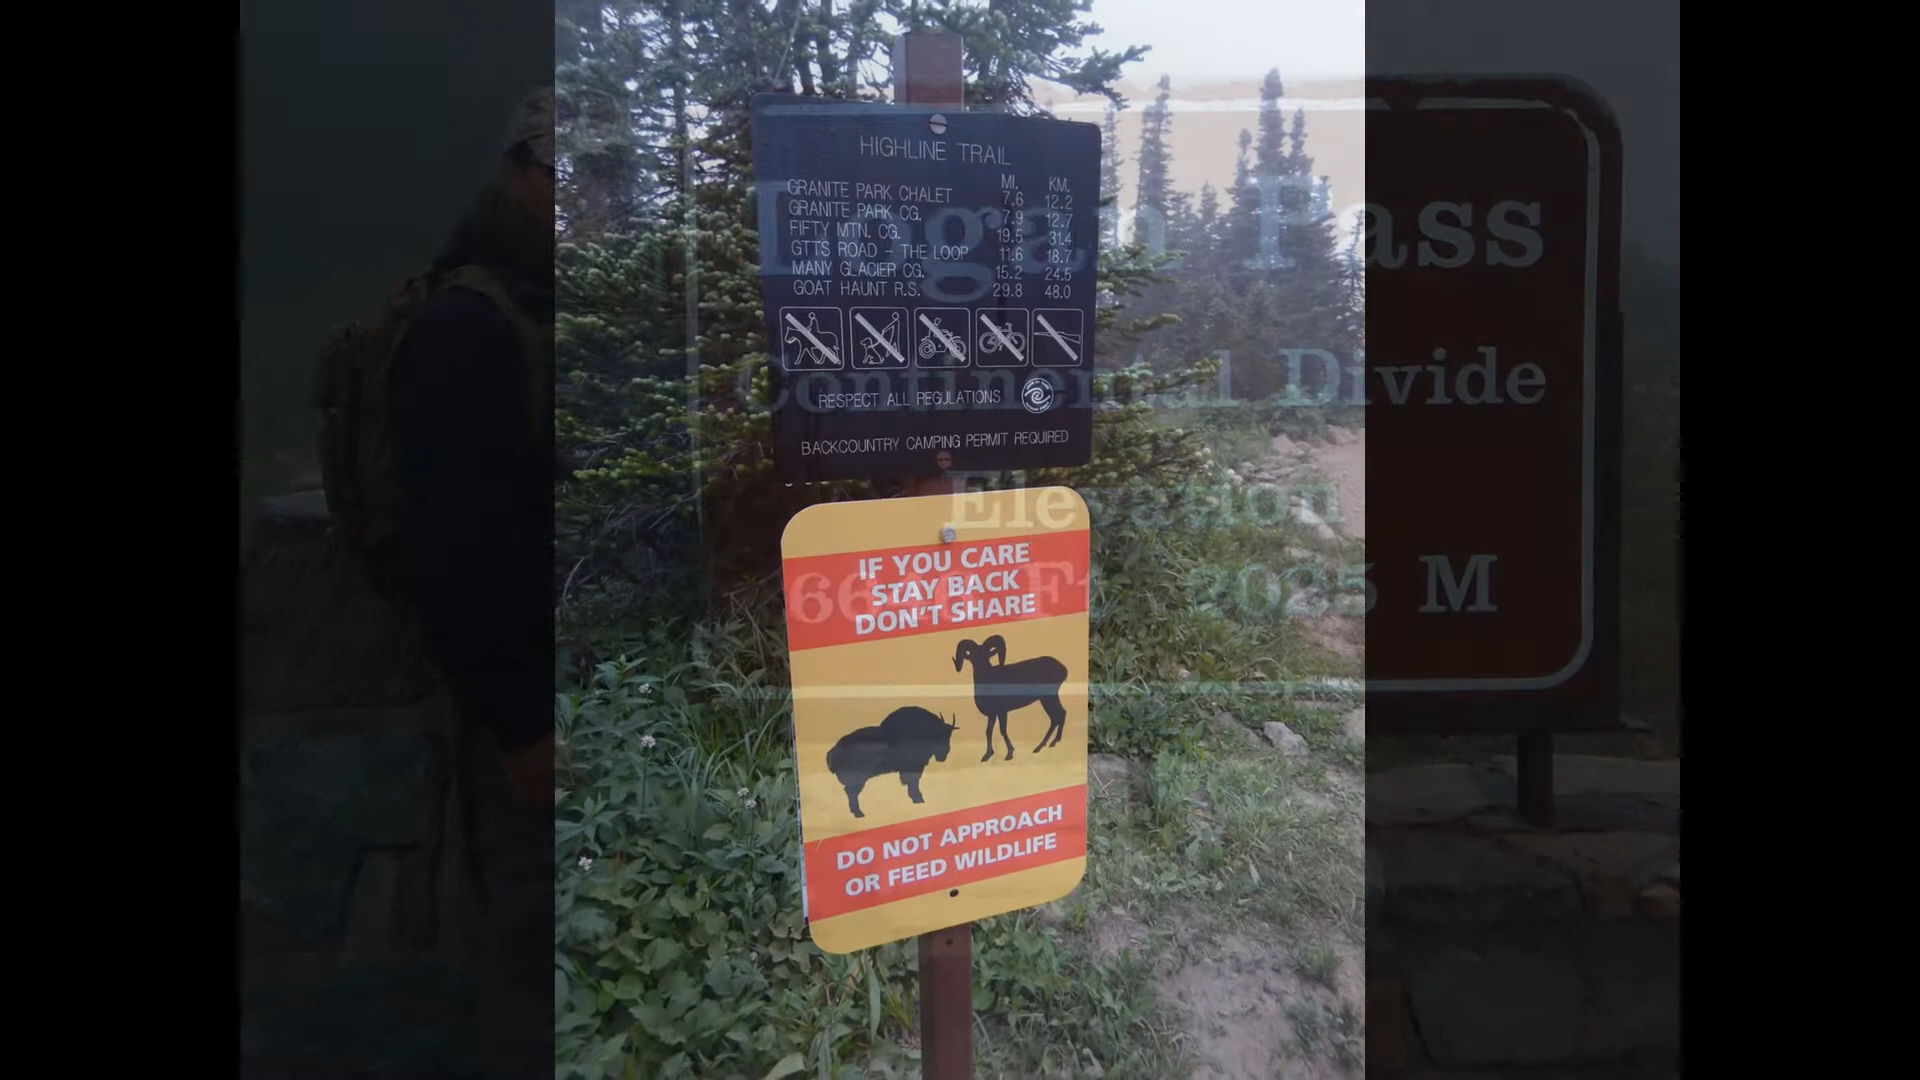 HIGHLINE TRAIL
MI. KM.
GRANITE PARK CHALET 7.6 12.2
GRANITE PARK CG. 7.9 12.7
FIFTY MTN. CG. 19.5 31.4
GTTS ROAD - THE LOOP 11.6 18.7
MANY GLACIER CG. 15.2 24.5
GOAT HAUNT R.S. 29.8 48.0
RESPECT ALL REGULATIONS
BACKCOUNTRY CAMPING PERMIT REQUIRED
IF YOU CARE
STAY BACK
DON'T SHARE
DO NOT APPROACH
OR FEED WILDLIFE
Logan Pass
Continental Divide
Elevation
2025 M